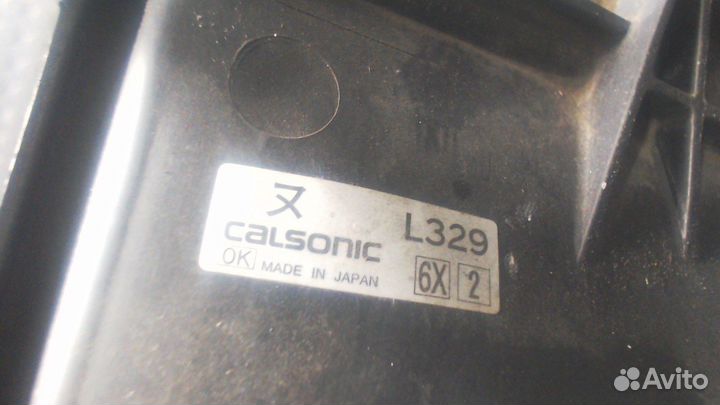 ヌ
calsonic L329
OK MADE IN JAPAN 6X 2
Avito